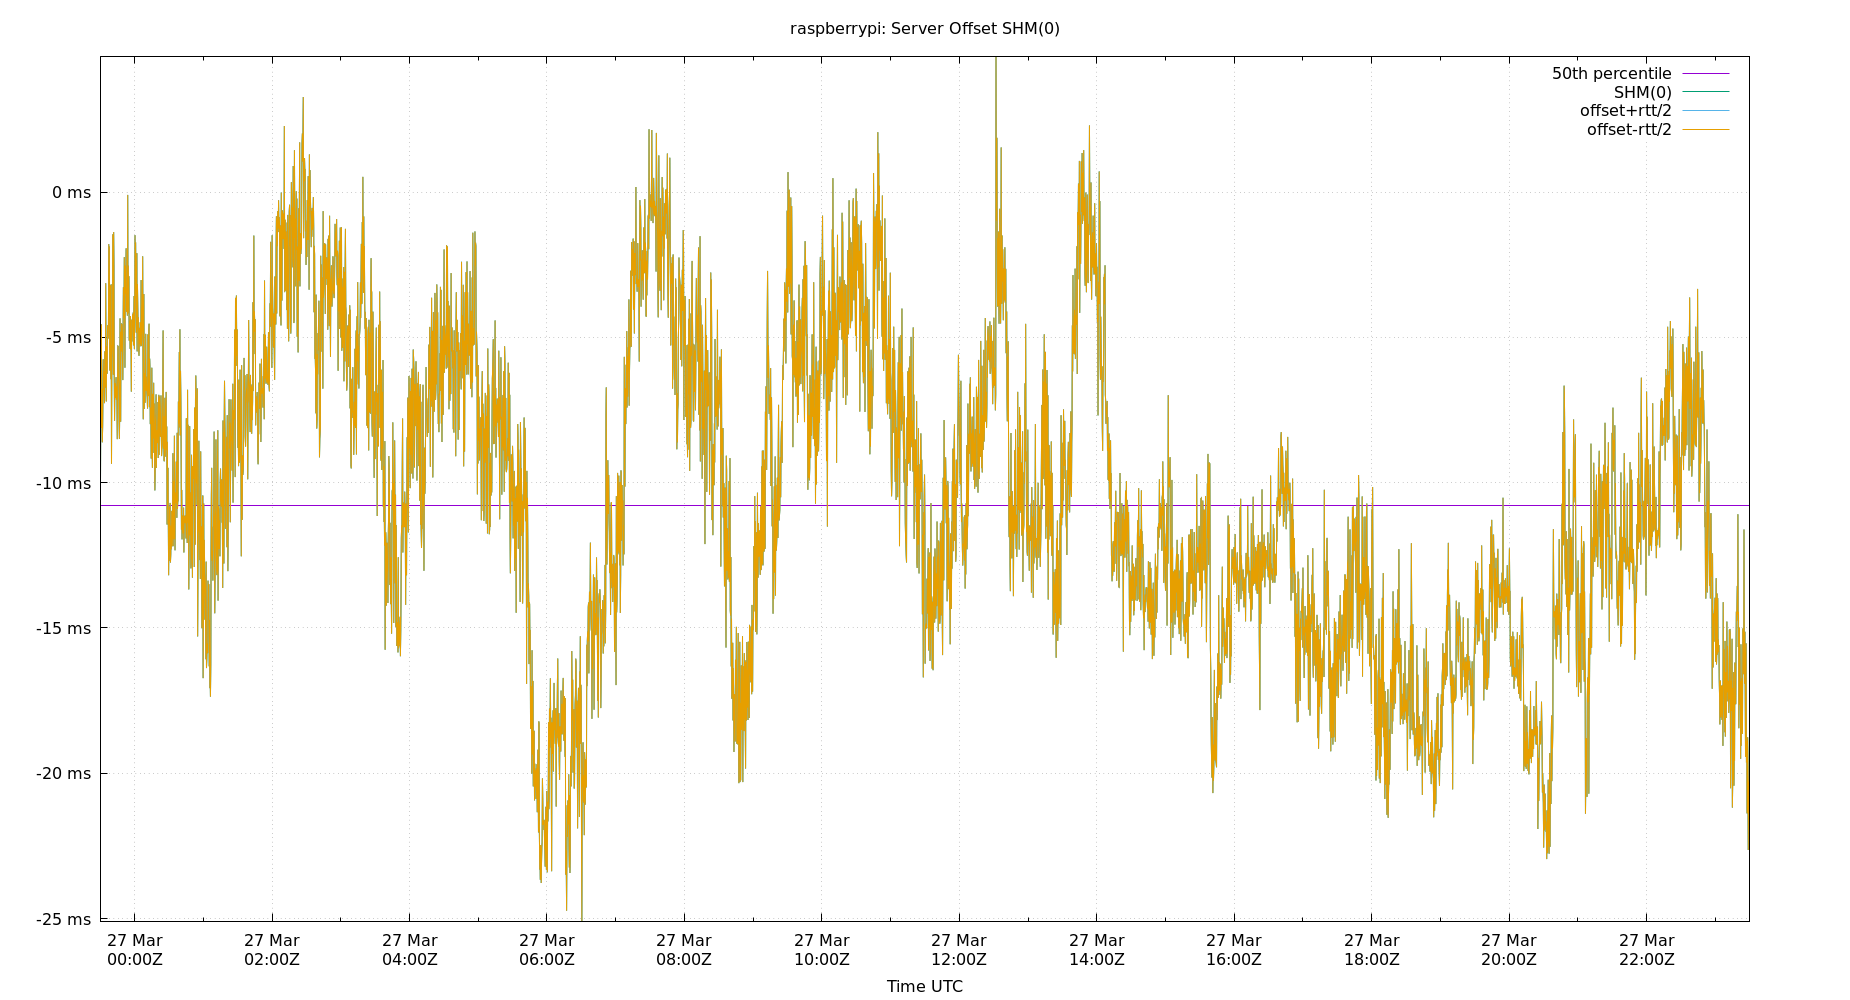 raspberrypi: Server Offset SHM(0)
50th percentile
SHM(0)
offset+rtt/2
offset-rtt/2
0 ms
-5 ms
-10 ms
-15 ms
-20 ms
-25 ms
27 Mar 27 Mar 27 Mar 27 Mar 27 Mar 27 Mar 27 Mar 27 Mar 27 Mar 27 Mar 27 Mar 27 Mar
00:00Z 02:00Z 04:00Z 06:00Z 08:00Z 10:00Z 12:00Z 14:00Z 16:00Z 18:00Z 20:00Z 22:00Z
Time UTC